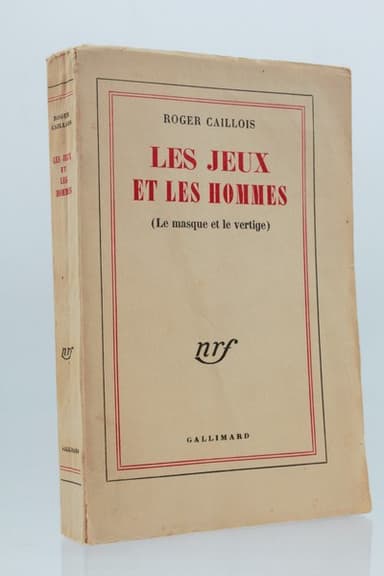 ROGER
CAILLOIS
LES JEUX
ET
LES
HOMMES
nrf
GALLIMARD
ROGER CAILLOIS
LES JEUX
ET LES HOMMES
(Le masque et le vertige)
nrf
GALLIMARD